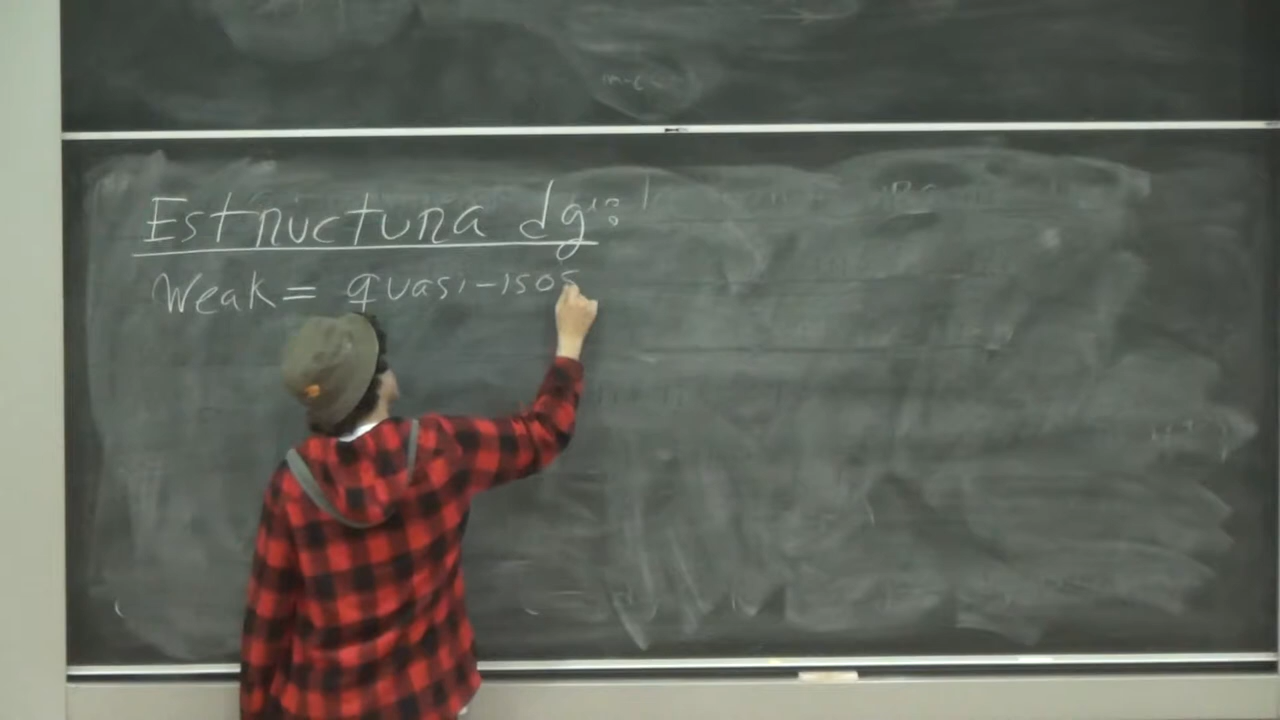 Estructura dg:
Weak = quasi-isos